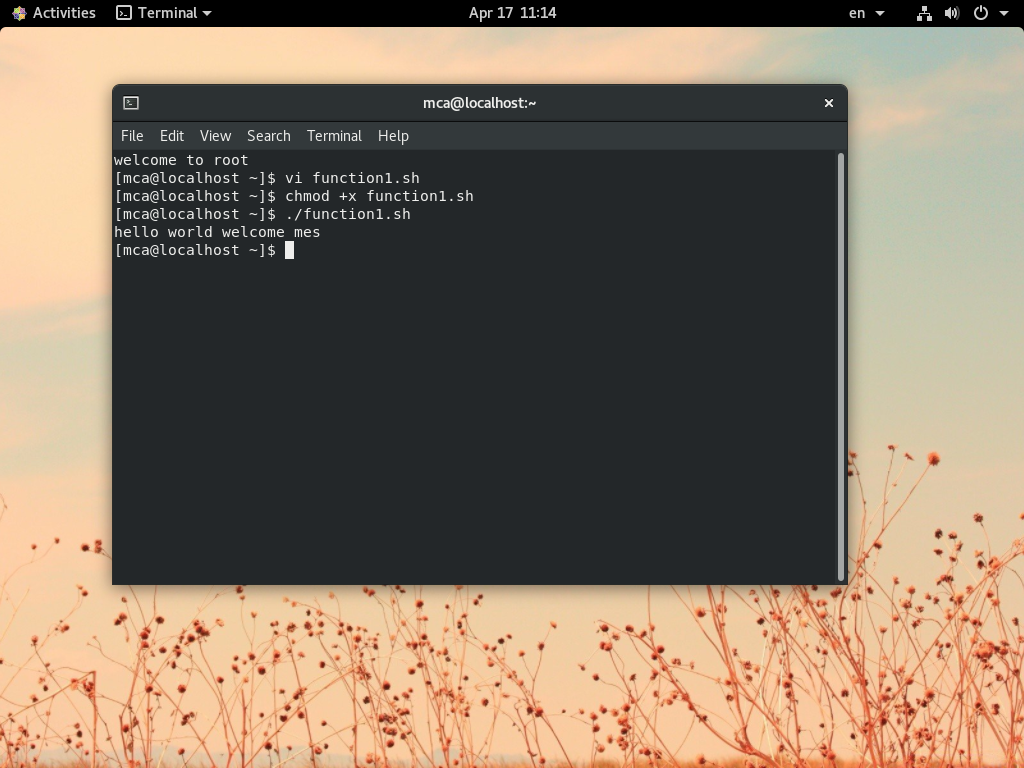 Activities Terminal Apr 17 11:14 en
mca@localhost:~
File Edit View Search Terminal Help
welcome to root
[mca@localhost ~]$ vi function1.sh
[mca@localhost ~]$ chmod +x function1.sh
[mca@localhost ~]$ ./function1.sh
hello world welcome mes
[mca@localhost ~]$